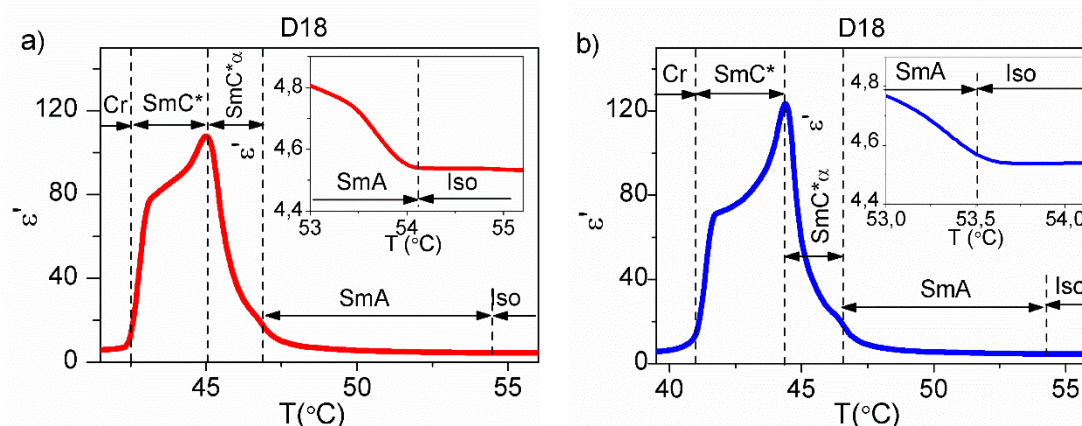 a)
D18
Cr
SmC*
SmC*α
ε'
120
80
40
0
ε'
4,8
4,6
4,4
SmA
Iso
53
54
55
T (°C)
SmA
Iso
45
50
55
T(°C)
b)
D18
Cr
SmC*
ε'
SmC*α
120
80
40
0
ε'
4,8
4,6
4,4
SmA
Iso
53,0
53,5
54,0
T (°C)
SmA
Iso
40
45
50
55
T(°C)